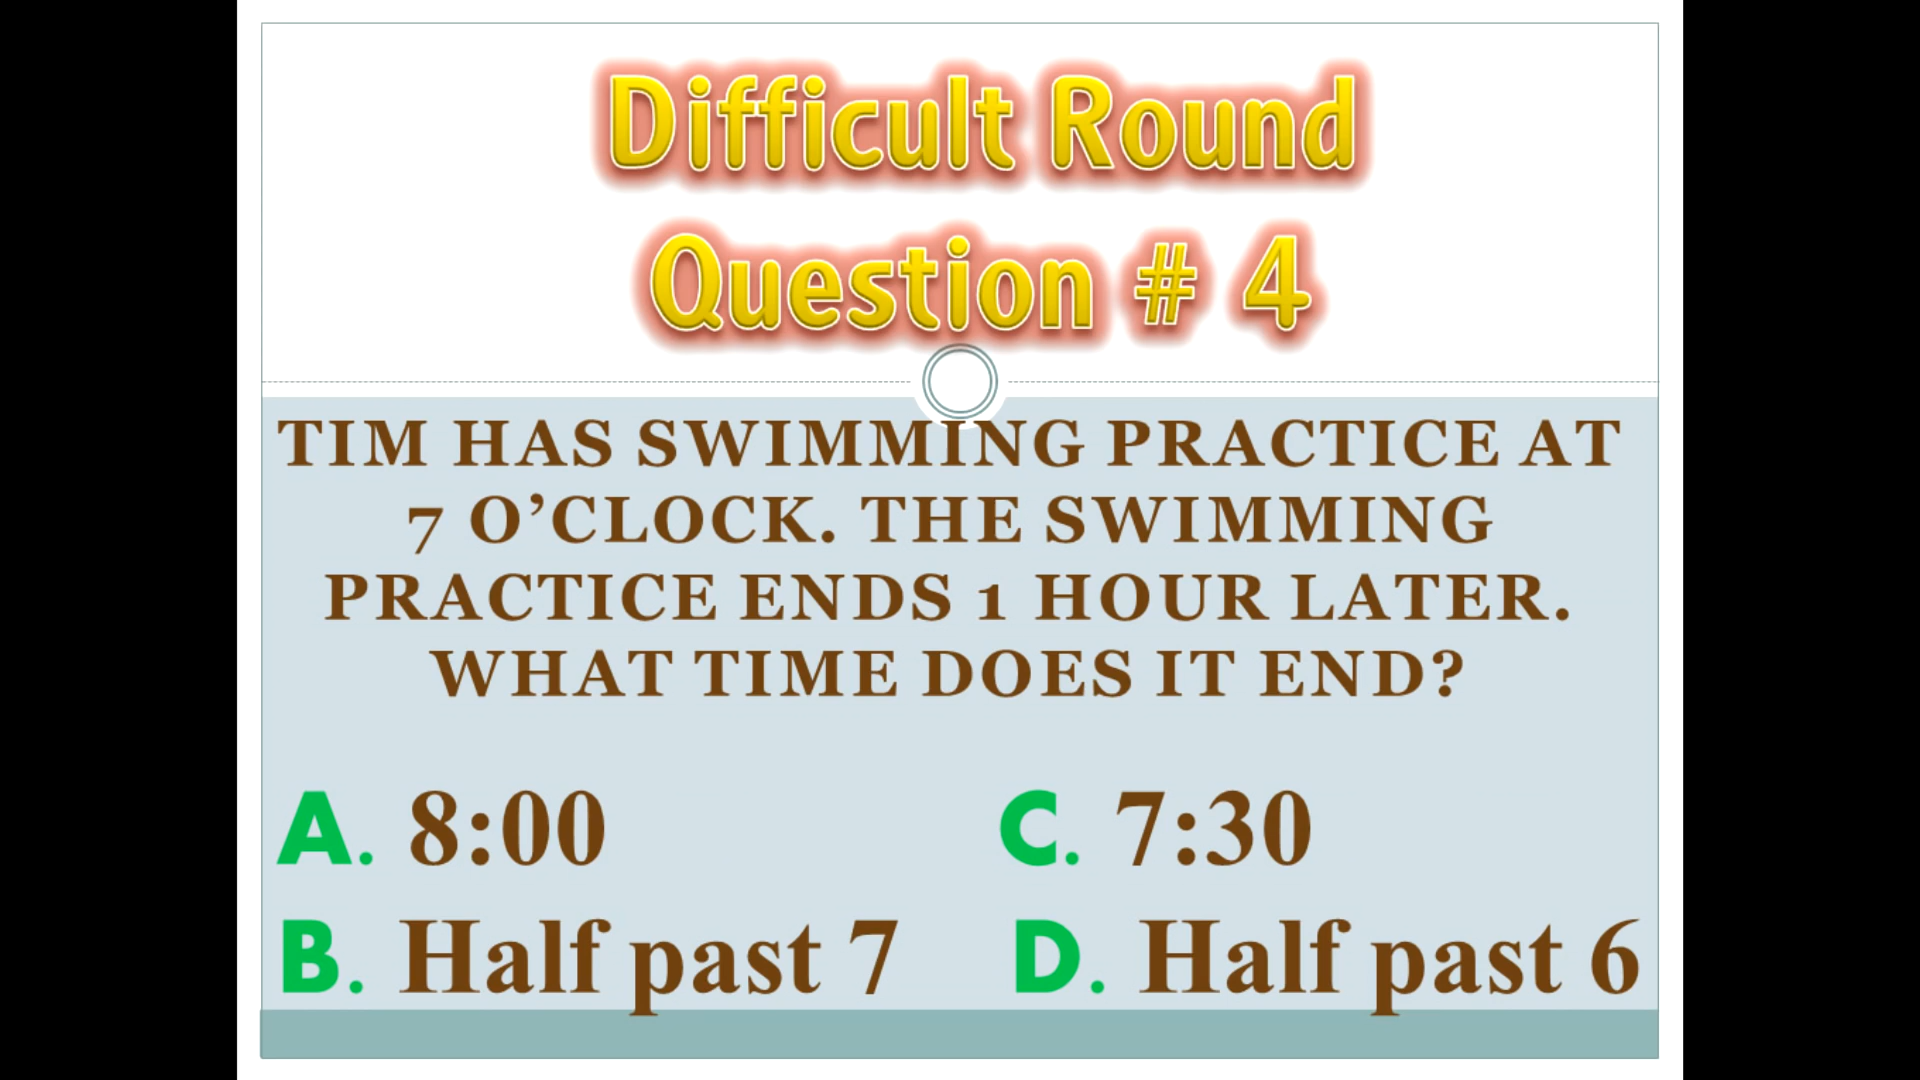 Difficult Round
Question # 4
TIM HAS SWIMMING PRACTICE AT
7 O’CLOCK. THE SWIMMING
PRACTICE ENDS 1 HOUR LATER.
WHAT TIME DOES IT END?
A. 8:00
C. 7:30
B. Half past 7
D. Half past 6